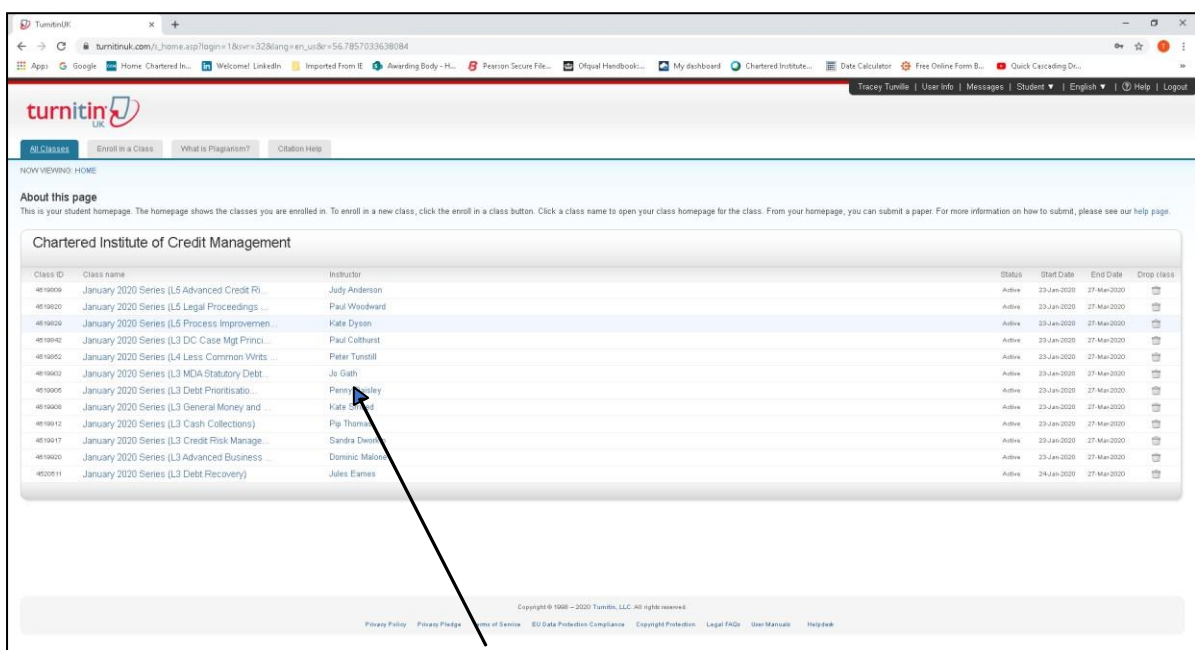 TurnitinUK
turnitinuk.com/s_home.asp?login=1&svr=328&lang=en_us&r=56.7857033638084
Apps Google Home Chartered In... Welcome! LinkedIn Imported From IE Awarding Body - H... Pearson Secure File... Ofqual Handbook:... My dashboard Chartered Institute... Date Calculator Free Online Form B... Quick Cascading Dr...
Tracey Turville | User Info | Messages | Student ▼ | English ▼ | Help | Logout
turnitin
UK
All Classes Enroll in a Class What is Plagiarism? Citation Help
NOW VIEWING: HOME
About this page
This is your student homepage. The homepage shows the classes you are enrolled in. To enroll in a new class, click the enroll in a class button. Click a class name to open your class homepage for the class. From your homepage, you can submit a paper. For more information on how to submit, please see our help page.
Chartered Institute of Credit Management
Class ID Class name Instructor Status Start Date End Date Drop class
4619809 January 2020 Series (L5 Advanced Credit Ri... Judy Anderson Active 23-Jan-2020 27-Mar-2020
4619820 January 2020 Series (L5 Legal Proceedings ... Paul Woodward Active 23-Jan-2020 27-Mar-2020
4619829 January 2020 Series (L5 Process Improvemen... Kate Dyson Active 23-Jan-2020 27-Mar-2020
January 2020 Series (L3 DC Case Mgt Princi... Paul Colthurst Active 23-Jan-2020 27-Mar-2020
January 2020 Series (L4 Less Common Writs ... Peter Tunstill Active 23-Jan-2020 27-Mar-2020
January 2020 Series (L3 MDA Statutory Debt... Jo Gath Active 23-Jan-2020 27-Mar-2020
January 2020 Series (L3 Debt Prioritisatio... Penny Active 23-Jan-2020 27-Mar-2020
January 2020 Series (L3 General Money and ... Kate Active 23-Jan-2020 27-Mar-2020
4619912 January 2020 Series (L3 Cash Collections) Pip Thomas Active 23-Jan-2020 27-Mar-2020
4619917 January 2020 Series (L3 Credit Risk Manage... Sandra Active 23-Jan-2020 27-Mar-2020
4619920 January 2020 Series (L3 Advanced Business ... Dominic Malone Active 23-Jan-2020 27-Mar-2020
January 2020 Series (L3 Debt Recovery) Jules Eames Active 24-Jan-2020 27-Mar-2020
Copyright © 1998 – 2020 Turnitin, LLC. All rights reserved.
Privacy Policy Privacy Pledge Terms of Service EU Data Protection Compliance Copyright Protection Legal FAQs User Manuals Helpdesk